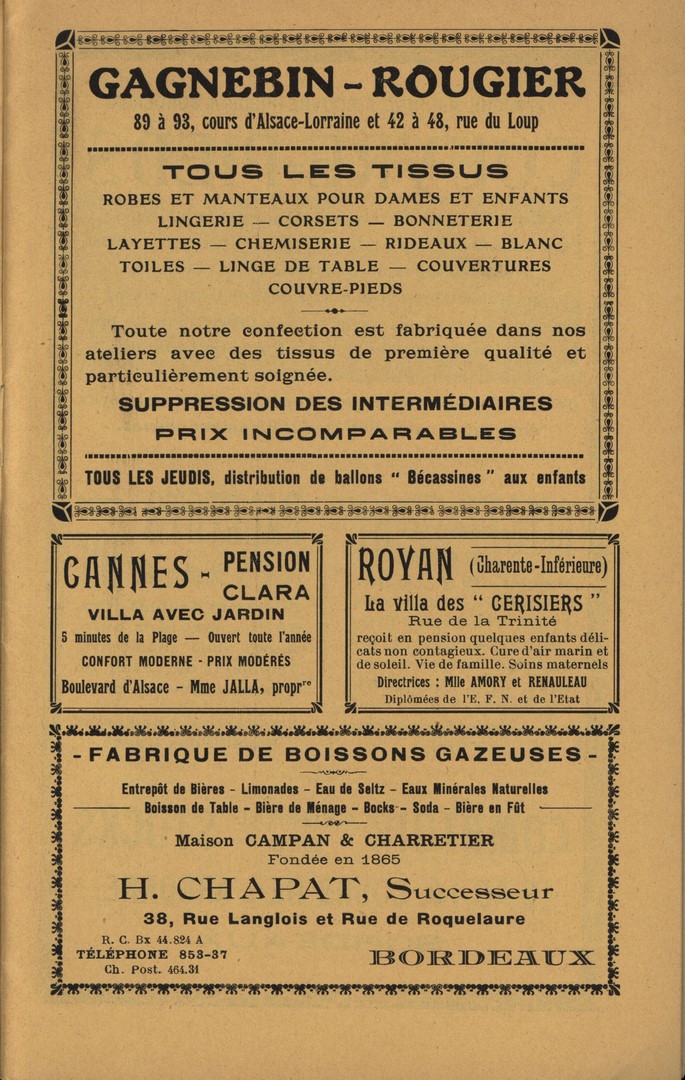 GAGNEBIN - ROUGIER
89 à 93, cours d'Alsace-Lorraine et 42 à 48, rue du Loup
TOUS LES TISSUS
ROBES ET MANTEAUX POUR DAMES ET ENFANTS
LINGERIE — CORSETS — BONNETERIE
LAYETTES — CHEMISERIE — RIDEAUX — BLANC
TOILES — LINGE DE TABLE — COUVERTURES
COUVRE-PIEDS
Toute notre confection est fabriquée dans nos
ateliers avec des tissus de première qualité et
particulièrement soignée.
SUPPRESSION DES INTERMÉDIAIRES
PRIX INCOMPARABLES
TOUS LES JEUDIS, distribution de ballons “ Bécassines ” aux enfants
CANNES - PENSION
CLARA
VILLA AVEC JARDIN
5 minutes de la Plage — Ouvert toute l'année
CONFORT MODERNE - PRIX MODÉRÉS
Boulevard d'Alsace - Mme JALLA, propr^re
ROYAN (Charente-Inférieure)
La villa des “ CERISIERS ”
Rue de la Trinité
reçoit en pension quelques enfants déli-
cats non contagieux. Cure d'air marin et
de soleil. Vie de famille. Soins maternels
Directrices : Mlle AMORY et RENAULEAU
Diplômées de l'E. F. N. et de l'Etat
- FABRIQUE DE BOISSONS GAZEUSES -
Entrepôt de Bières - Limonades - Eau de Seltz - Eaux Minérales Naturelles
Boisson de Table - Bière de Ménage - Bocks - Soda - Bière en Fût
Maison CAMPAN & CHARRETIER
Fondée en 1865
H. CHAPAT, Successeur
38, Rue Langlois et Rue de Roquelaure
R. C. Bx 44.824 A
TÉLÉPHONE 853-37
Ch. Post. 464.31
BORDEAUX